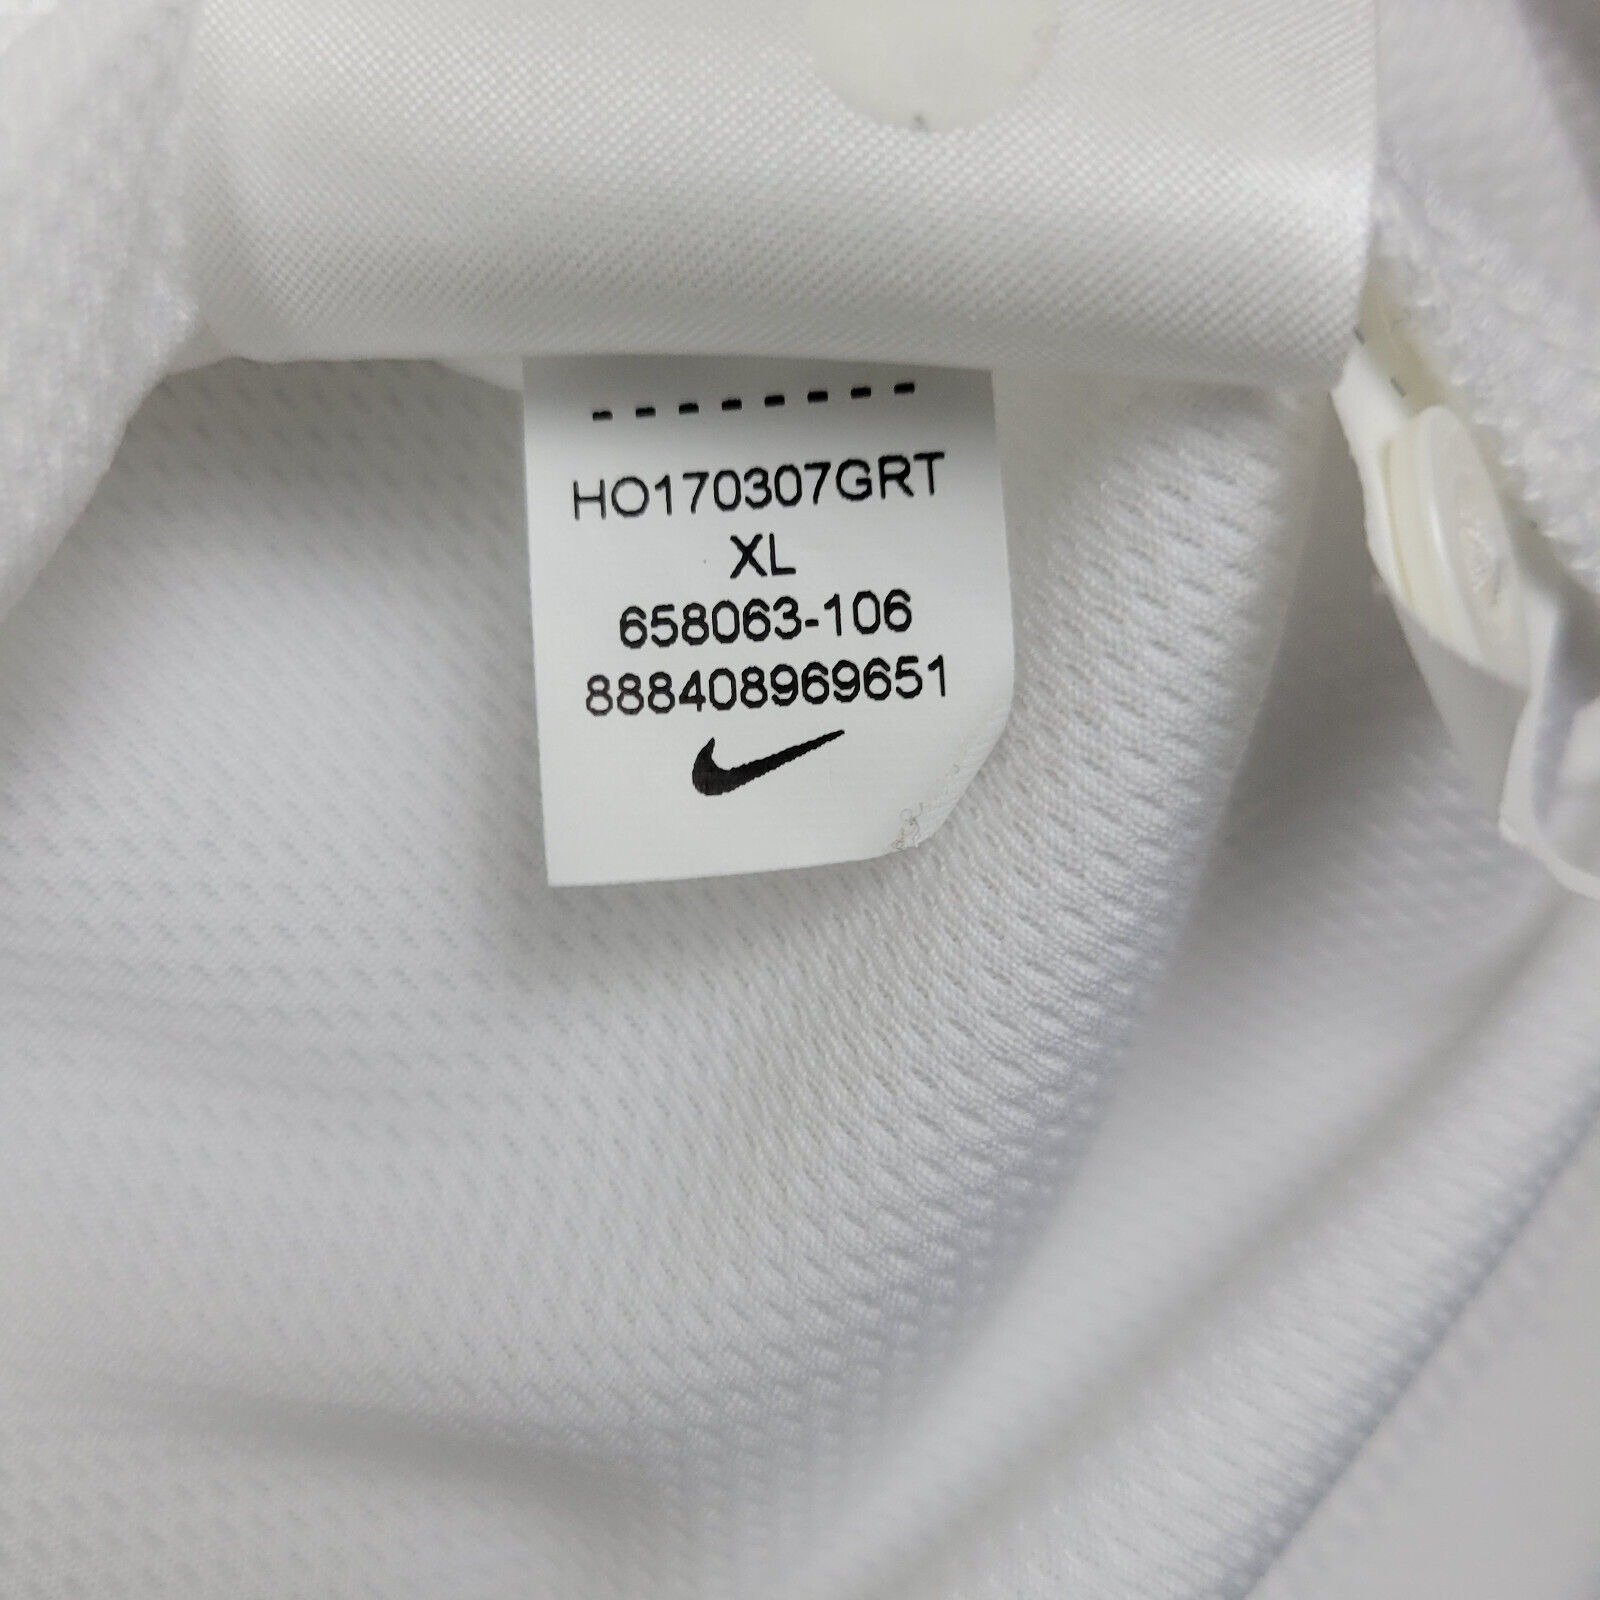 --------
HO170307GRT
XL
658063-106
888408969651